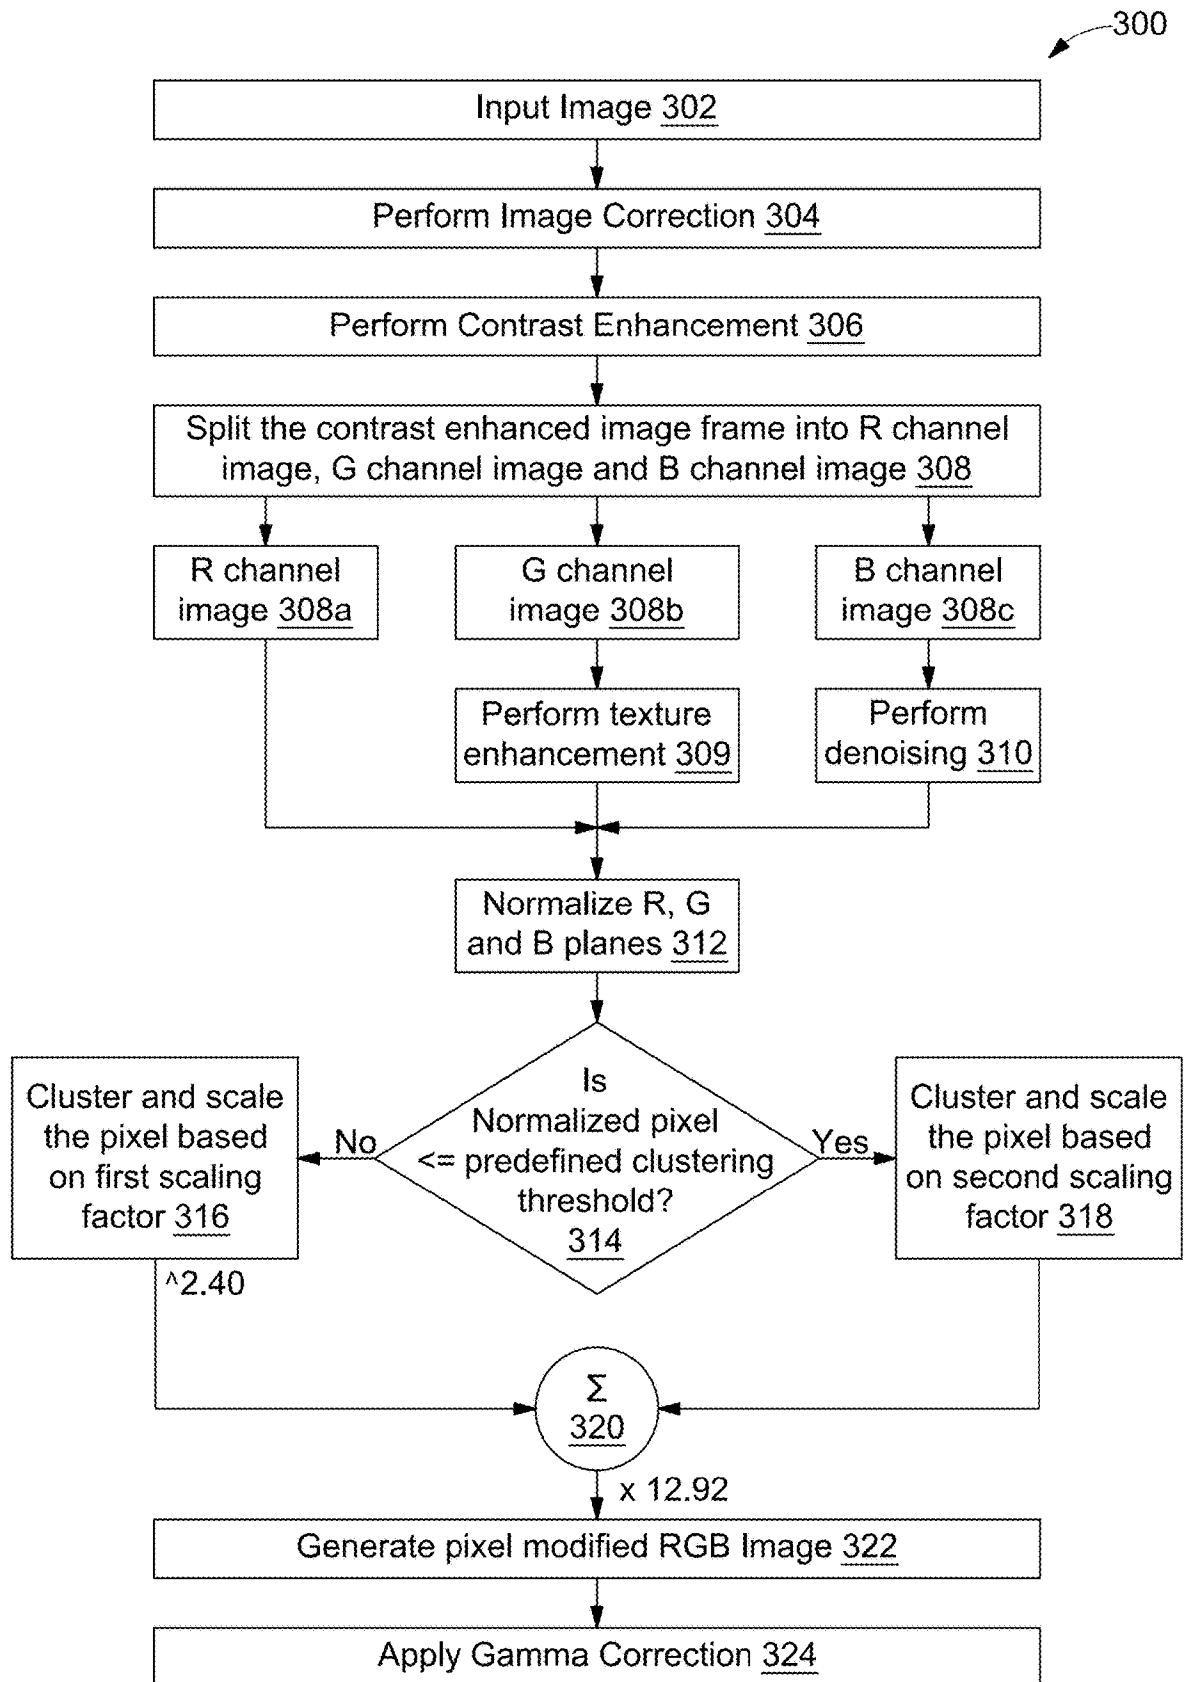 300
Input Image 302
Perform Image Correction 304
Perform Contrast Enhancement 306
Split the contrast enhanced image frame into R channel
image, G channel image and B channel image 308
R channel
image 308a
G channel
image 308b
B channel
image 308c
Perform texture
enhancement 309
Perform
denoising 310
Normalize R, G
and B planes 312
Is
Normalized pixel
<= predefined clustering
threshold?
314
No
Yes
Cluster and scale
the pixel based
on first scaling
factor 316
^2.40
Cluster and scale
the pixel based
on second scaling
factor 318
Σ
320
x 12.92
Generate pixel modified RGB Image 322
Apply Gamma Correction 324